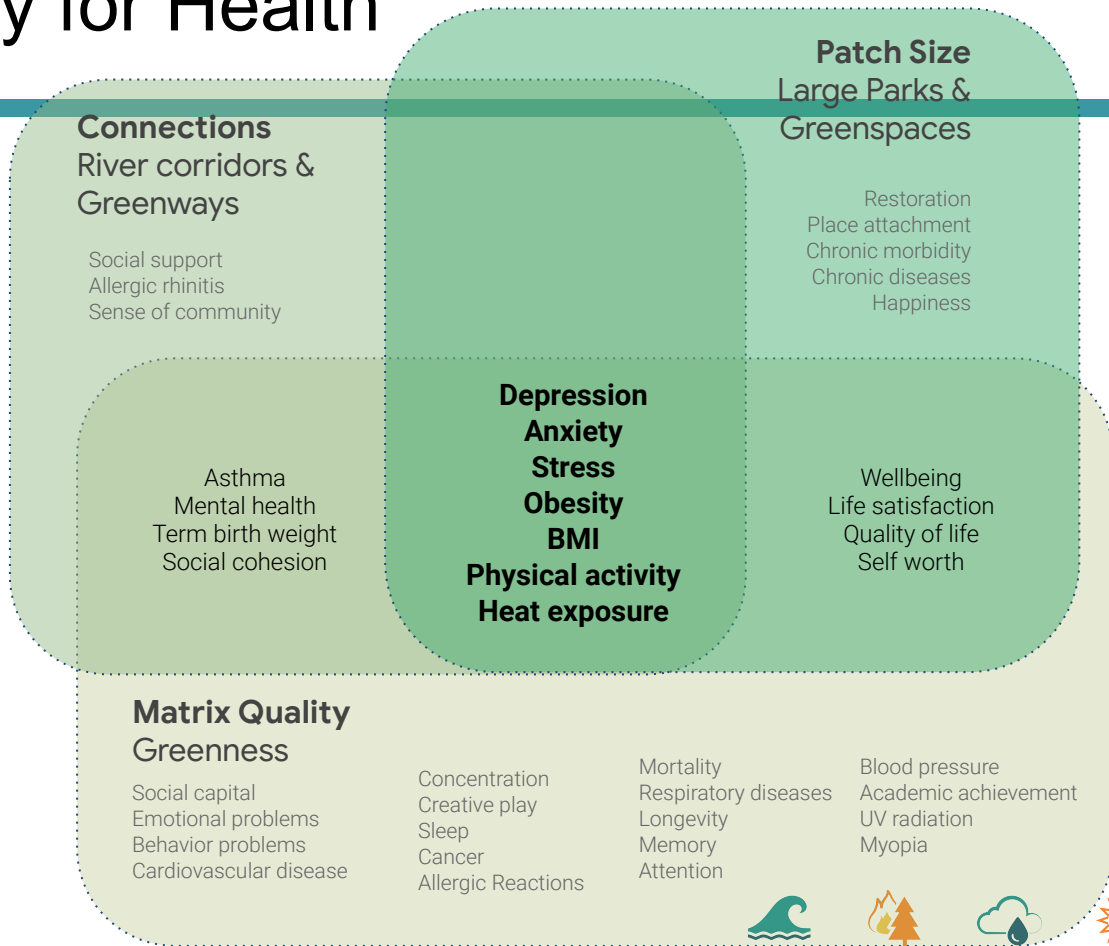 y for Health
Patch Size
Large Parks &
Greenspaces
Connections
River corridors &
Greenways
Restoration
Place attachment
Chronic morbidity
Chronic diseases
Happiness
Social support
Allergic rhinitis
Sense of community
Depression
Anxiety
Stress
Obesity
BMI
Physical activity
Heat exposure
Asthma
Mental health
Term birth weight
Social cohesion
Wellbeing
Life satisfaction
Quality of life
Self worth
Matrix Quality
Greenness
Social capital
Emotional problems
Behavior problems
Cardiovascular disease
Concentration
Creative play
Sleep
Cancer
Allergic Reactions
Mortality
Respiratory diseases
Longevity
Memory
Attention
Blood pressure
Academic achievement
UV radiation
Myopia